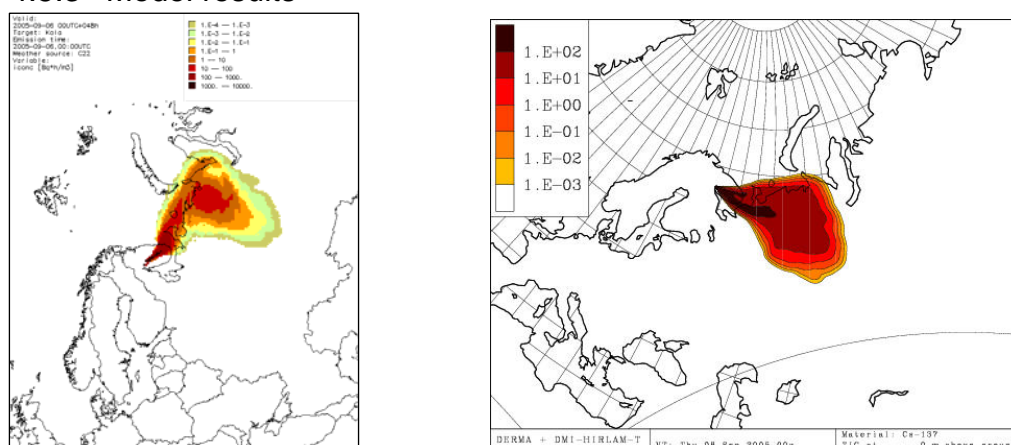 Model results
Valid:
2005-09-06 00UTC+048h
Target: Kola
Emission time:
2005-09-06,00:00UTC
Weather source: C22
Variable:
iconc [Bq*h/m3]
1.E-4 — 1.E-3
1.E-3 — 1.E-2
1.E-2 — 1.E-1
1.E-1 — 1
1 — 10
10 — 100
100 — 1000.
1000. — 10000.
1.E+02
1.E+01
1.E+00
1.E-01
1.E-02
1.E-03
DERMA + DMI-HIRLAM-T
Material: Cs-137